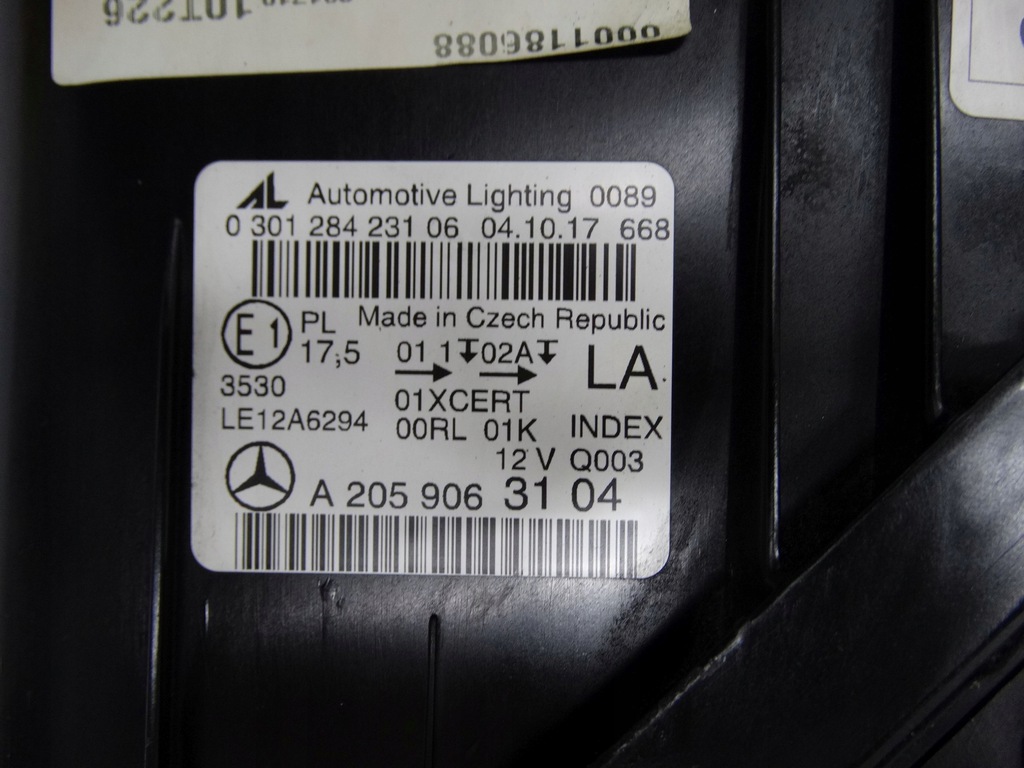 10T226
0001186088
AL Automotive Lighting 0089
0 301 284 231 06 04.10.17 668
E1 PL Made in Czech Republic
17,5 01 1 02A LA
3530
01XCERT
LE12A6294 00RL 01K INDEX
12 V Q003
A 205 906 31 04